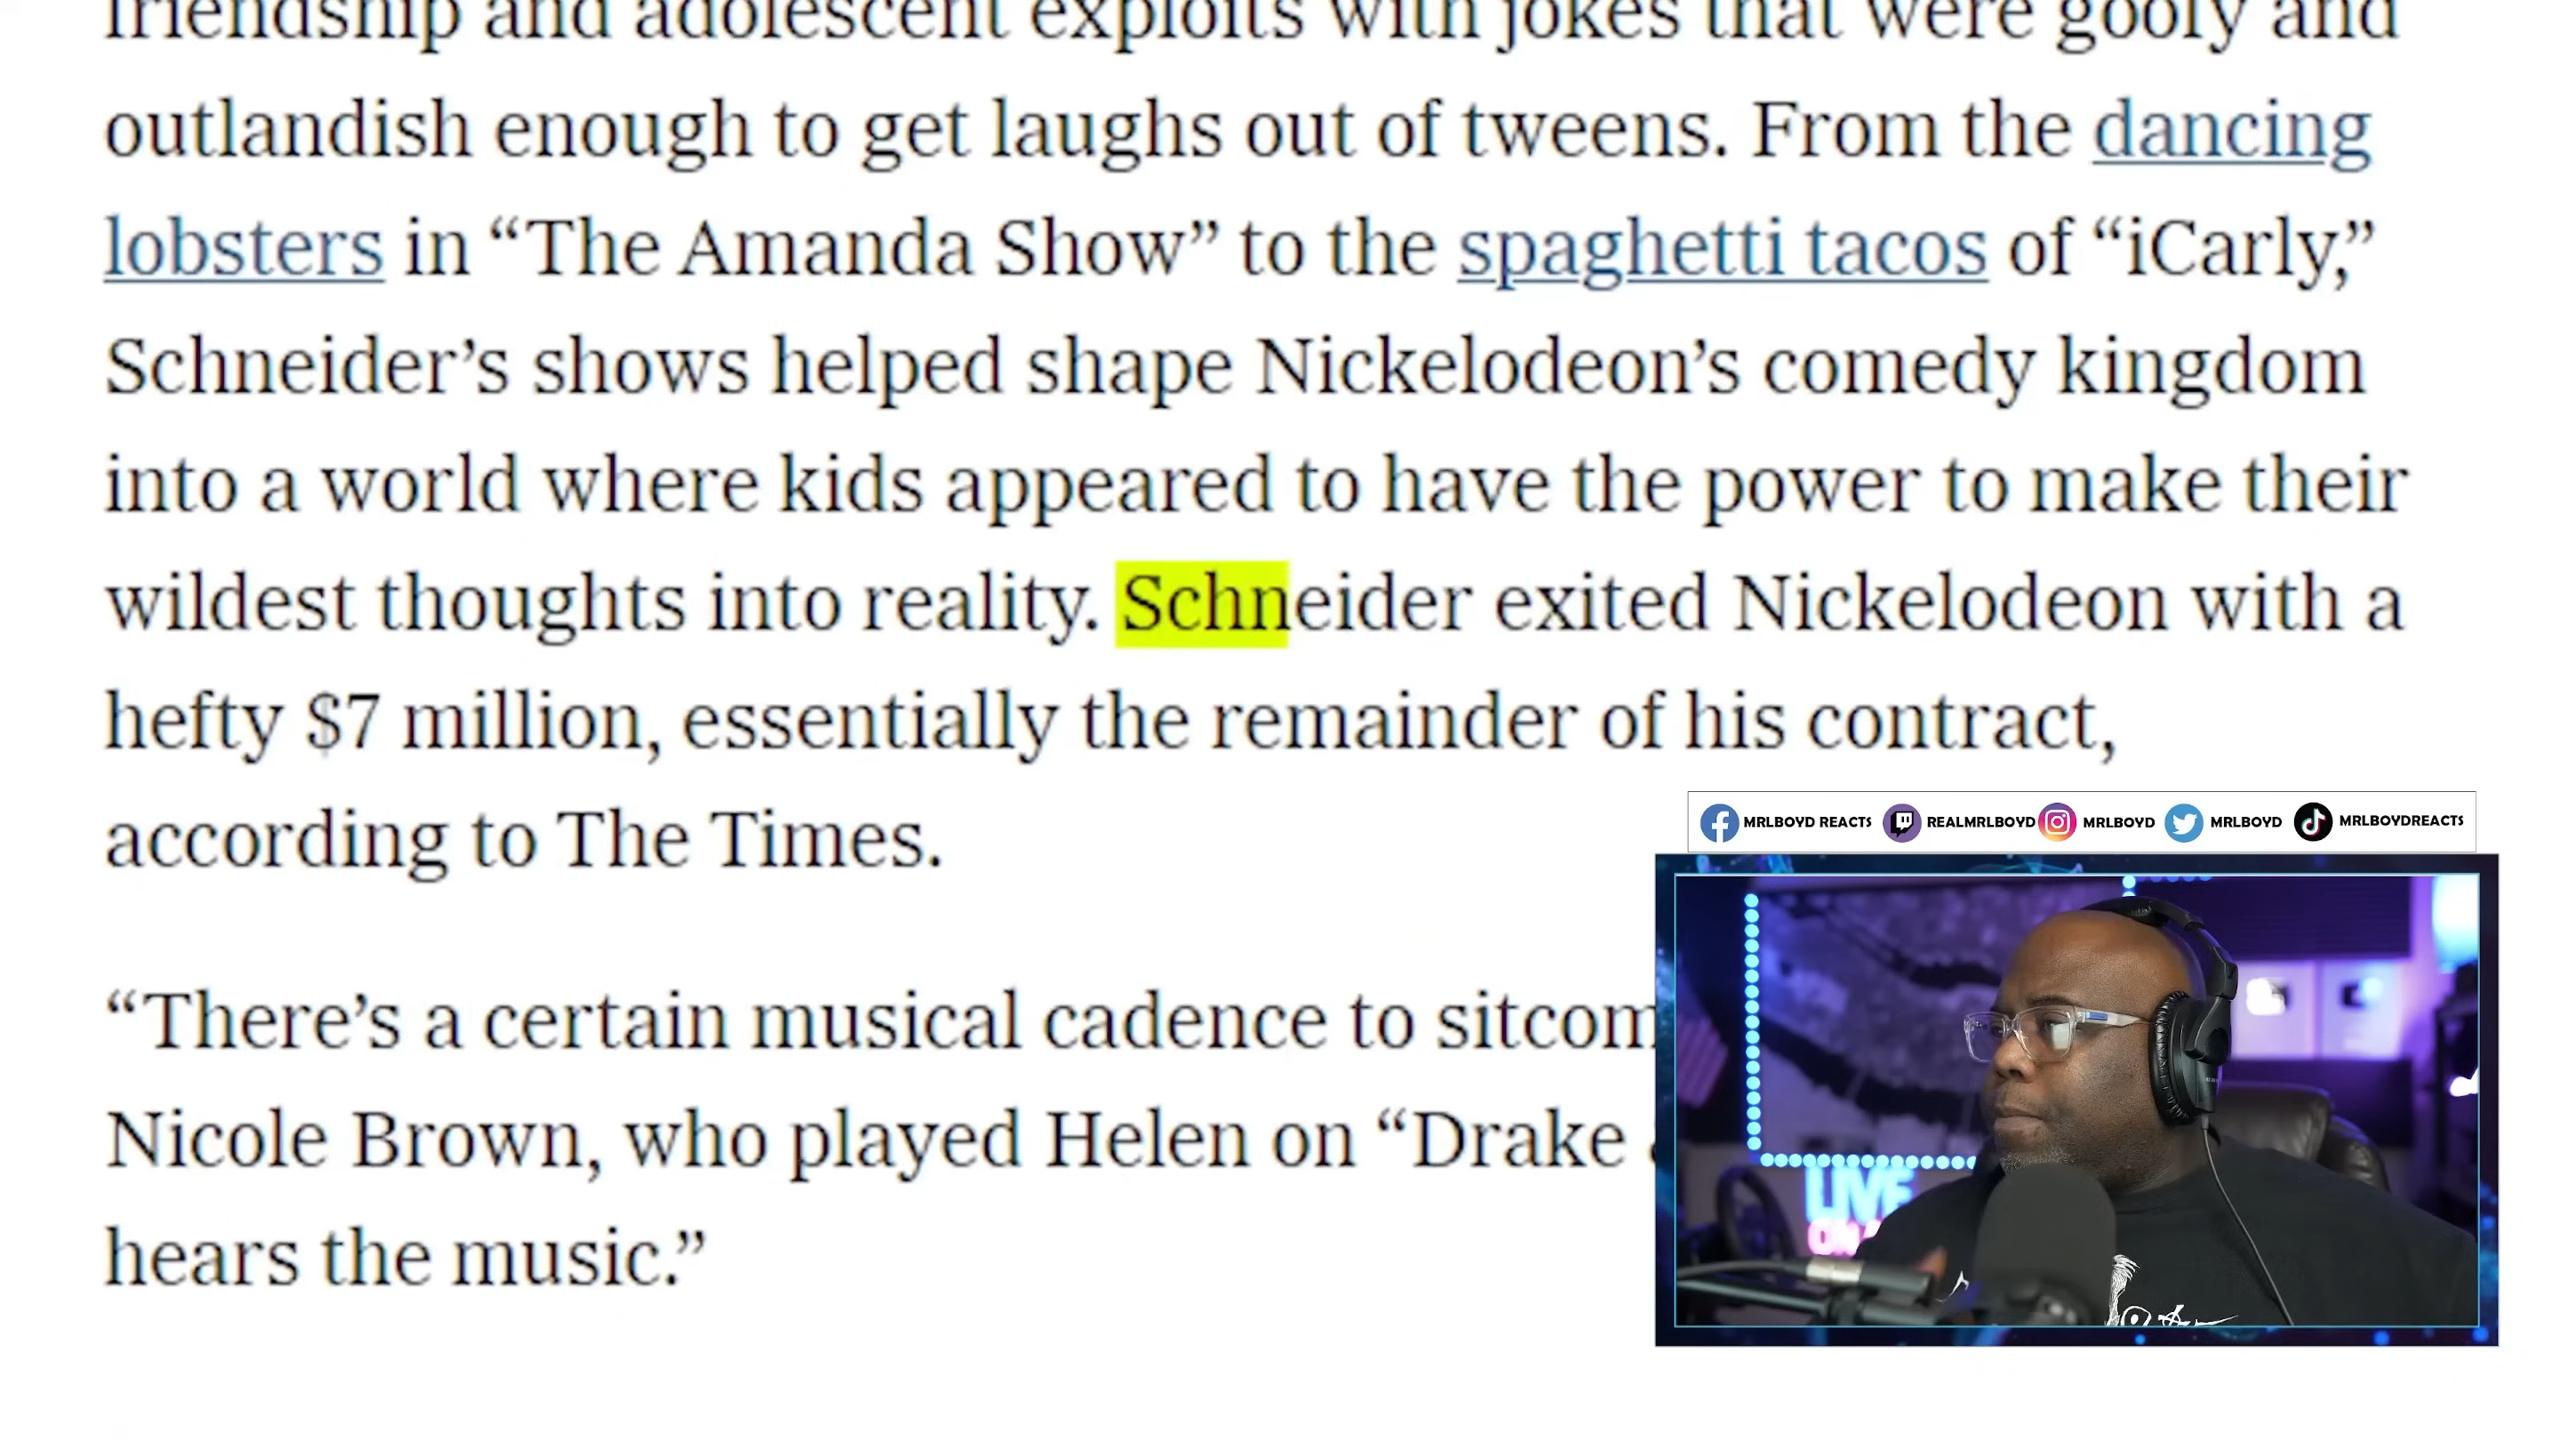 friendship and adolescent exploits with jokes that were goofy and
outlandish enough to get laughs out of tweens. From the dancing
lobsters in “The Amanda Show” to the spaghetti tacos of “iCarly,”
Schneider’s shows helped shape Nickelodeon’s comedy kingdom
into a world where kids appeared to have the power to make their
wildest thoughts into reality. Schneider exited Nickelodeon with a
hefty $7 million, essentially the remainder of his contract,
according to The Times.
“There’s a certain musical cadence to sitcom
Nicole Brown, who played Helen on “Drake
hears the music.”
MRLBOYD REACTS REALMRLBOYD MRLBOYD MRLBOYD MRLBOYDREACTS
LIVE
ON